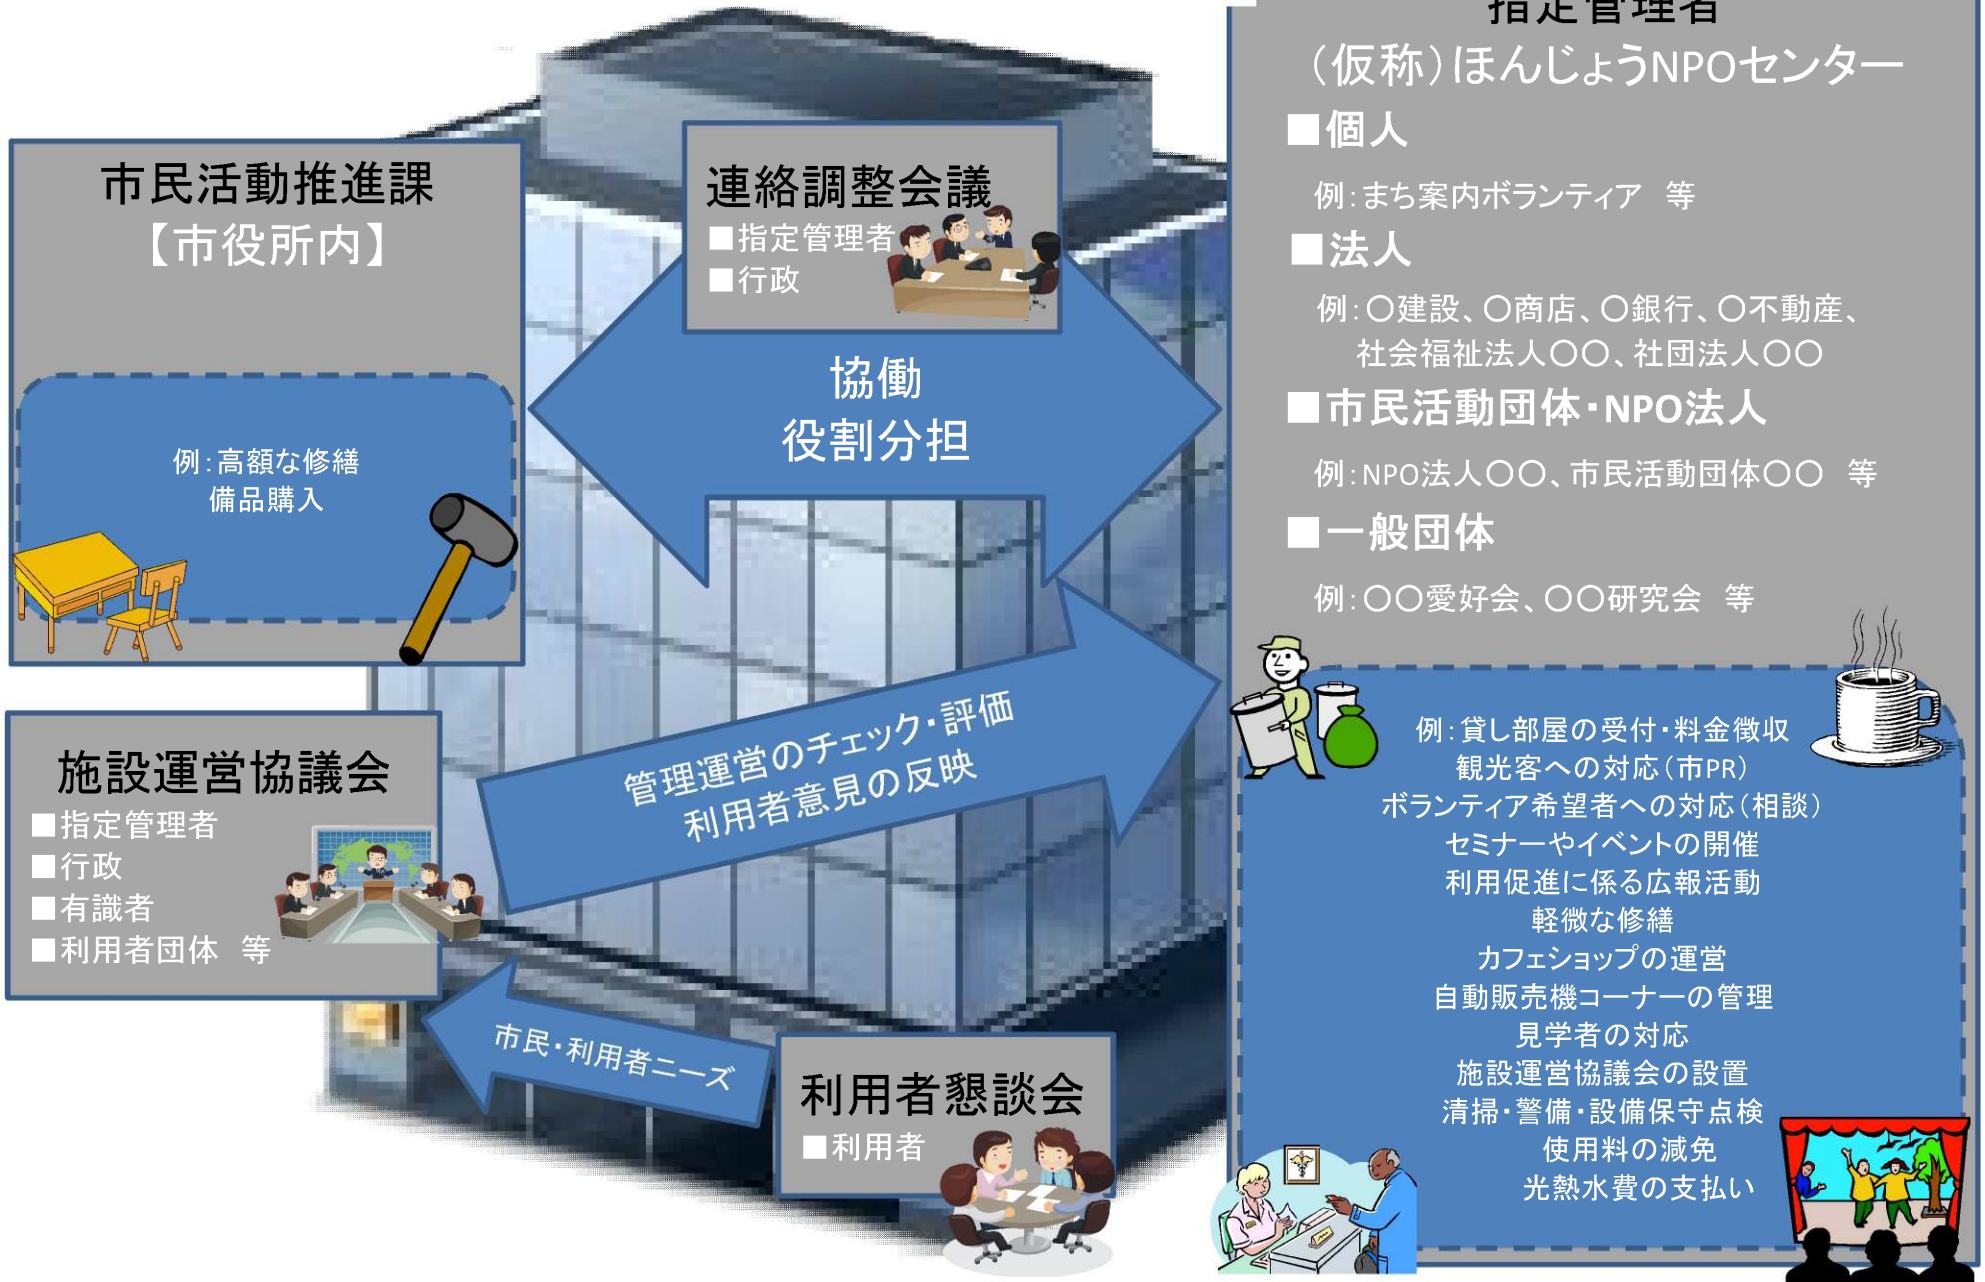 市民活動推進課
【市役所内】
例：高額な修繕
備品購入
連絡調整会議
■指定管理者
■行政
協働
役割分担
施設運営協議会
■指定管理者
■行政
■有識者
■利用者団体　等
管理運営のチェック・評価
利用者意見の反映
市民・利用者ニーズ
利用者懇談会
■利用者
指定管理者
（仮称）ほんじょうNPOセンター
■個人
例：まち案内ボランティア　等
■法人
例：〇建設、〇商店、〇銀行、〇不動産、
社会福祉法人〇〇、社団法人〇〇
■市民活動団体・NPO法人
例：NPO法人〇〇、市民活動団体〇〇　等
■一般団体
例：〇〇愛好会、〇〇研究会　等
例：貸し部屋の受付・料金徴収
観光客への対応（市PR）
ボランティア希望者への対応（相談）
セミナーやイベントの開催
利用促進に係る広報活動
軽微な修繕
カフェショップの運営
自動販売機コーナーの管理
見学者の対応
施設運営協議会の設置
清掃・警備・設備保守点検
使用料の減免
光熱水費の支払い